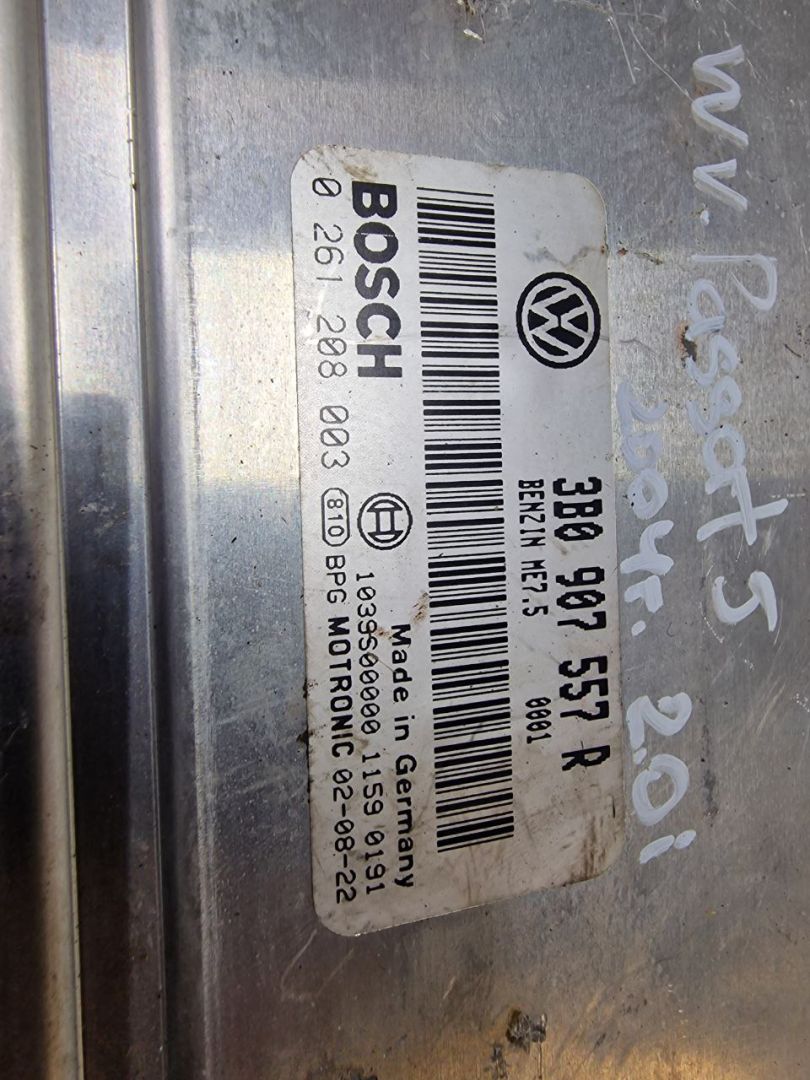 W V. Passat 5
2004г. 2.0i
3B0 907 557 R
BENZIN ME7.5 0001
BOSCH
Made in Germany
1039S00000 1159 0191
0 261 208 003 810 BPG MOTRONIC 02-08-22